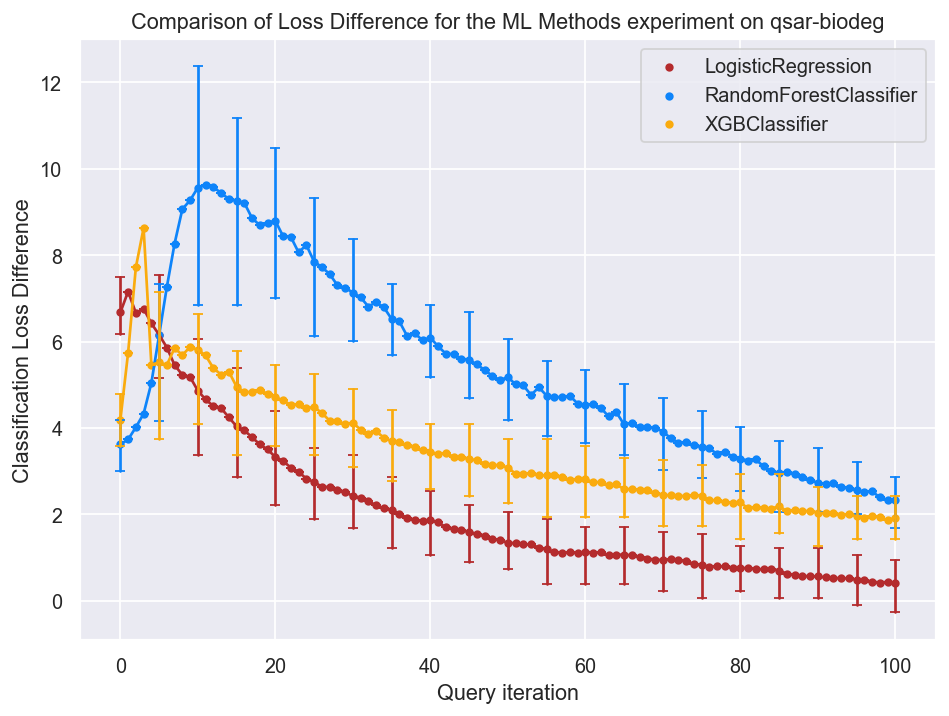 Comparison of Loss Difference for the ML Methods experiment on qsar-biodeg
LogisticRegression
RandomForestClassifier
XGBClassifier
Classification Loss Difference
12
10
8
6
4
2
0
0 20 40 60 80 100
Query iteration